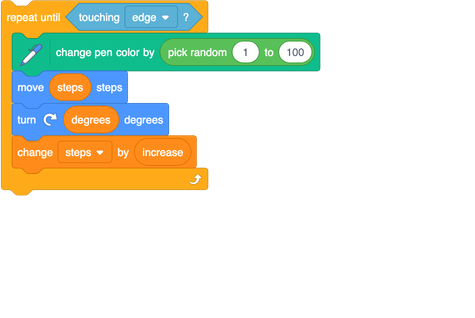 repeat until touching edge ?
change pen color by pick random 1 to 100
move steps steps
turn degrees degrees
change steps by increase